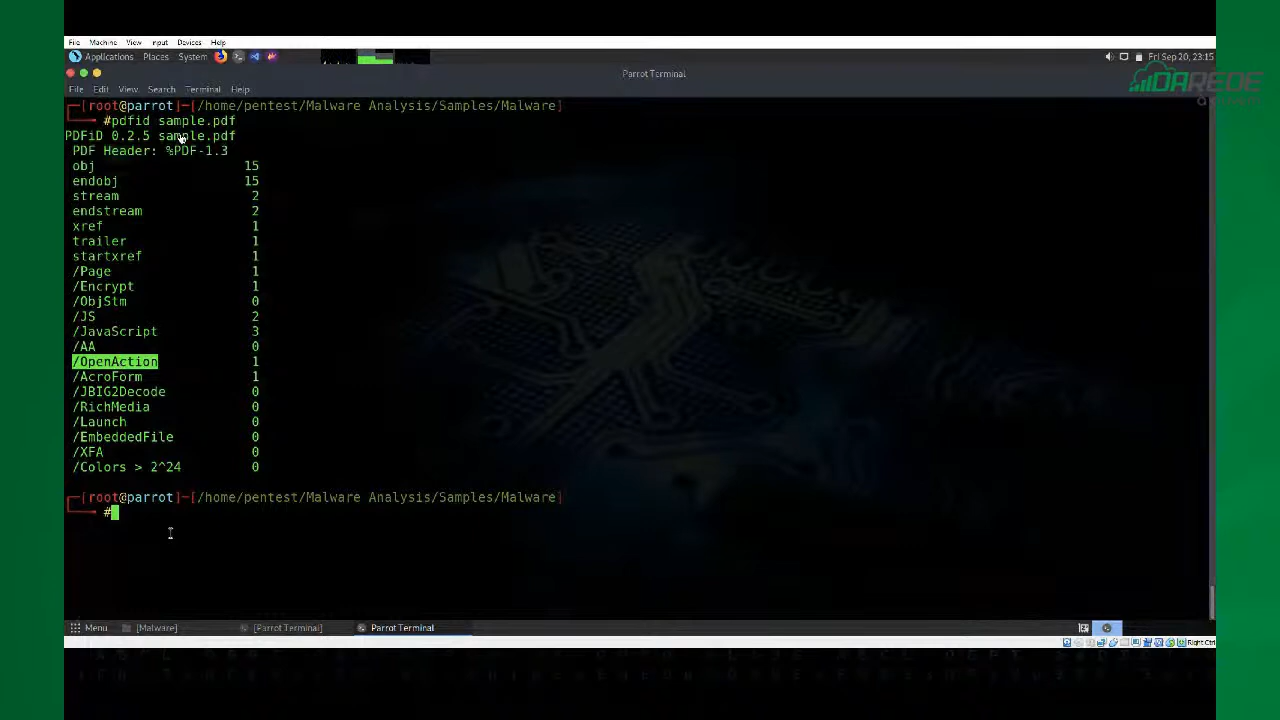 File Machine View Input Devices Help
Applications Places System Fri Sep 20, 23:15
Parrot Terminal
File Edit View Search Terminal Help
DAREDE
┌─[root@parrot]─[/home/pentest/Malware Analysis/Samples/Malware]
└──╼ #pdfid sample.pdf
PDFiD 0.2.5 sample.pdf
PDF Header: %PDF-1.3
obj 15
endobj 15
stream 2
endstream 2
xref 1
trailer 1
startxref 1
/Page 1
/Encrypt 1
/ObjStm 0
/JS 2
/JavaScript 3
/AA 0
/OpenAction 1
/AcroForm 1
/JBIG2Decode 0
/RichMedia 0
/Launch 0
/EmbeddedFile 0
/XFA 0
/Colors > 2^24 0
┌─[root@parrot]─[/home/pentest/Malware Analysis/Samples/Malware]
└──╼ #
Menu [Malware] [Parrot Terminal] Parrot Terminal
Right Ctrl